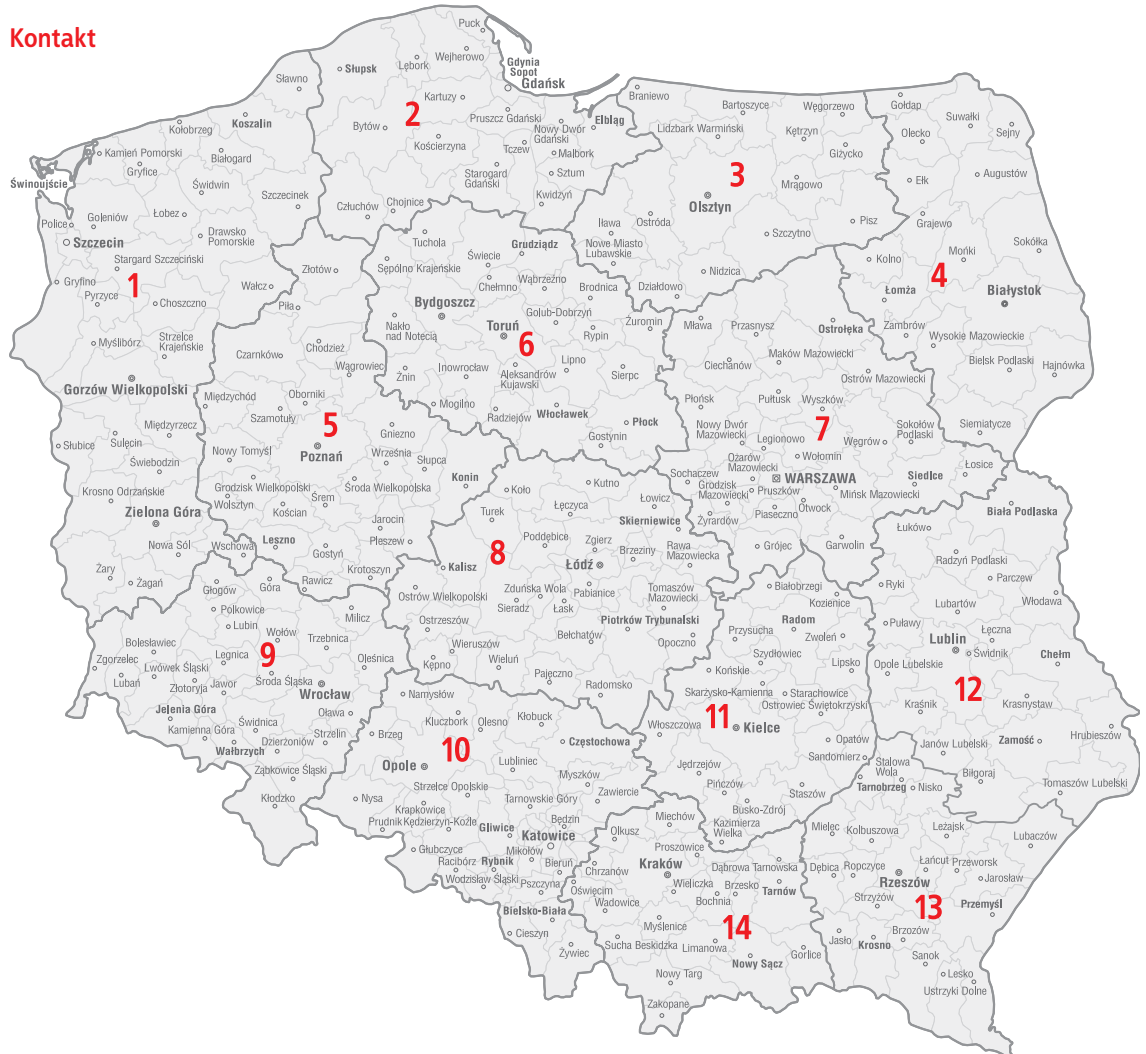 Kontakt
Puck
Wejherowo
Lębork
Słupsk
Gdynia
Sopot
Gdańsk
Sławno
Kartuzy
2
Koszalin
Bytów
Pruszcz Gdański
Kołobrzeg
Kościerzyna
Nowy Dwór
Gdański
Elbląg
Tczew
Malbork
Sztum
Starogard
Gdański
Kwidzyń
Człuchów
Chojnice
Braniewo
Bartoszyce
Węgorzewo
Lidzbark Warmiński
Kętrzyn
Giżycko
3
Mrągowo
Olsztyn
Iława
Ostróda
Nowe Miasto
Lubawskie
Szczytno
Pisz
Nidzica
Działdowo
Gołdap
Suwałki
Sejny
Olecko
Ełk
Augustów
Grajewo
Kolno
Mońki
Sokółka
4
Łomża
Białystok
Zambrów
Wysokie Mazowieckie
Bielsk Podlaski
Hajnówka
Siemiatycze
Kamień Pomorski
Gryfice
Białogard
Świnoujście
Świdwin
Szczecinek
Police
Goleniów
Łobez
Drawsko
Pomorskie
Szczecin
Stargard Szczeciński
Gryfino
1
Pyrzyce
Choszczno
Wałcz
Myślibórz
Strzelce
Krajeńskie
Gorzów Wielkopolski
Słubice
Sulęcin
Międzyrzecz
Świebodzin
Krosno Odrzańskie
Zielona Góra
Nowa Sól
Wschowa
Żary
Żagań
Złotów
Piła
Czarnków
Chodzież
Wągrowiec
Międzychód
Oborniki
Szamotuły
5
Gniezno
Poznań
Nowy Tomyśl
Września
Słupca
Konin
Grodzisk Wielkopolski
Środa Wielkopolska
Wolsztyn
Śrem
Kościan
Jarocin
Leszno
Pleszew
Gostyń
Krotoszyn
Rawicz
Tuchola
Grudziądz
Sępólno Krajeńskie
Świecie
Chełmno
Wąbrzeźno
Bydgoszcz
Brodnica
Golub-Dobrzyń
Toruń
6
Nakło
nad Notecią
Rypin
Żuromin
Inowrocław
Aleksandrów
Kujawski
Lipno
Sierpc
Żnin
Mogilno
Radziejów
Włocławek
Płock
Gostynin
Mława
Przasnysz
Ostrołęka
Ciechanów
Maków Mazowiecki
Ostrów Mazowiecki
Płońsk
Pułtusk
Wyszków
7
Nowy Dwór
Mazowiecki
Legionowo
Węgrów
Sokołów
Podlaski
Ożarów
Mazowiecki
Wołomin
Sochaczew
WARSZAWA
Siedlce
Łosice
Grodzisk
Mazowiecki
Pruszków
Mińsk Mazowiecki
Piaseczno
Otwock
Żyrardów
Grójec
Garwolin
Koło
Kutno
Turek
Łęczyca
Łowicz
Skierniewice
8
Poddębice
Zgierz
Brzeziny
Rawa
Mazowiecka
Kalisz
Łódź
Ostrów Wielkopolski
Zduńska Wola
Pabianice
Sieradz
Łask
Tomaszów
Mazowiecki
Ostrzeszów
Piotrków Trybunalski
Bełchatów
Opoczno
Wieruszów
Kępno
Wieluń
Pajęczno
Radomsko
Głogów
Góra
Polkowice
Milicz
Lubin
Wołów
Bolesławiec
Trzebnica
9
Legnica
Oleśnica
Zgorzelec
Lwówek Śląski
Lubań
Złotoryja
Jawor
Środa Śląska
Wrocław
Jelenia Góra
Oława
Kamienna Góra
Świdnica
Strzelin
Wałbrzych
Dzierżoniów
Ząbkowice Śląski
Kłodzko
Namysłów
Kluczbork
Olesno
Kłobuck
Brzeg
10
Częstochowa
Opole
Lubliniec
Myszków
Strzelce Opolskie
Zawiercie
Nysa
Tarnowskie Góry
Krapkowice
Prudnik
Kędzierzyn-Koźle
Gliwice
Będzin
Katowice
Głubczyce
Mikołów
Racibórz
Rybnik
Bieruń
Wodzisław Śląski
Pszczyna
Bielsko-Biała
Cieszyn
Żywiec
Białobrzegi
Kozienice
Radom
Przysucha
Zwoleń
Szydłowiec
Końskie
Lipsko
Skarżysko-Kamienna
Starachowice
Ostrowiec Świętokrzyski
Włoszczowa
11
Kielce
Opatów
Jędrzejów
Sandomierz
Pińczów
Staszów
Busko-Zdrój
Kazimierza
Wielka
Biała Podlaska
Łuków
Radzyń Podlaski
Parczew
Ryki
Włodawa
Lubartów
Puławy
Łęczna
Lublin
Świdnik
Chełm
Opole Lubelskie
12
Krasnystaw
Kraśnik
Hrubieszów
Zamość
Janów Lubelski
Biłgoraj
Tomaszów Lubelski
Stalowa
Wola
Tarnobrzeg
Nisko
Mielec
Kolbuszowa
Leżajsk
Lubaczów
Dębica
Ropczyce
Łańcut
Przeworsk
Rzeszów
Jarosław
Strzyżów
13
Przemyśl
Jasło
Krosno
Brzozów
Sanok
Lesko
Ustrzyki Dolne
Miechów
Olkusz
Proszowice
Kraków
Dąbrowa Tarnowska
Chrzanów
Wieliczka
Brzesko
Tarnów
Oświęcim
Bochnia
Wadowice
Myślenice
14
Sucha Beskidzka
Limanowa
Gorlice
Nowy Sącz
Nowy Targ
Zakopane